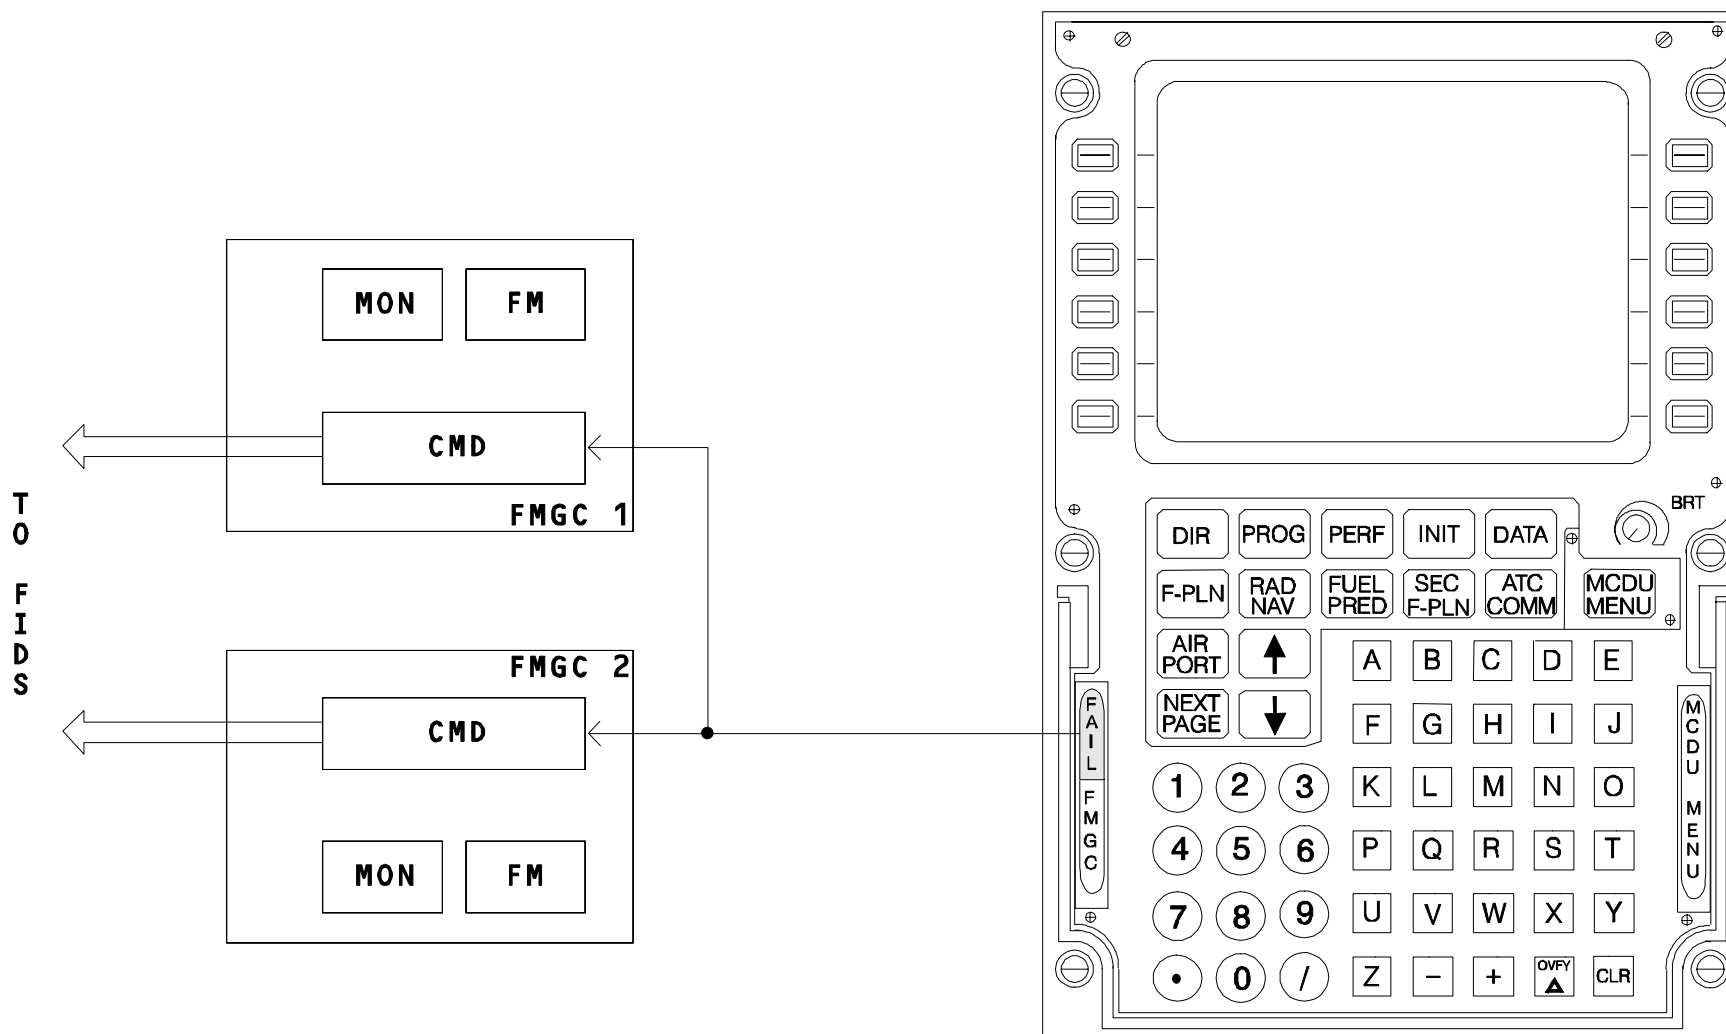 TO FIDS
MON FM
CMD
FMGC 1
FMGC 2
CMD
MON FM
BRT
DIR PROG PERF INIT DATA
F-PLN RAD NAV FUEL PRED SEC F-PLN ATC COMM MCDU MENU
AIR PORT ↑ A B C D E
NEXT PAGE ↓ F G H I J
FAIL FMGC
MCDU MENU
1 2 3 K L M N O
4 5 6 P Q R S T
7 8 9 U V W X Y
• 0 / Z − + OVFY Δ CLR